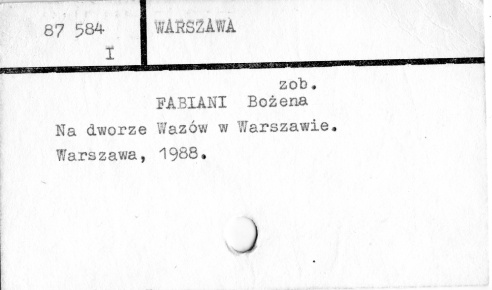 87 584 WARSZAWA
I
zob.
FABIANI Bożena
Na dworze Wazów w Warszawie.
Warszawa, 1988.